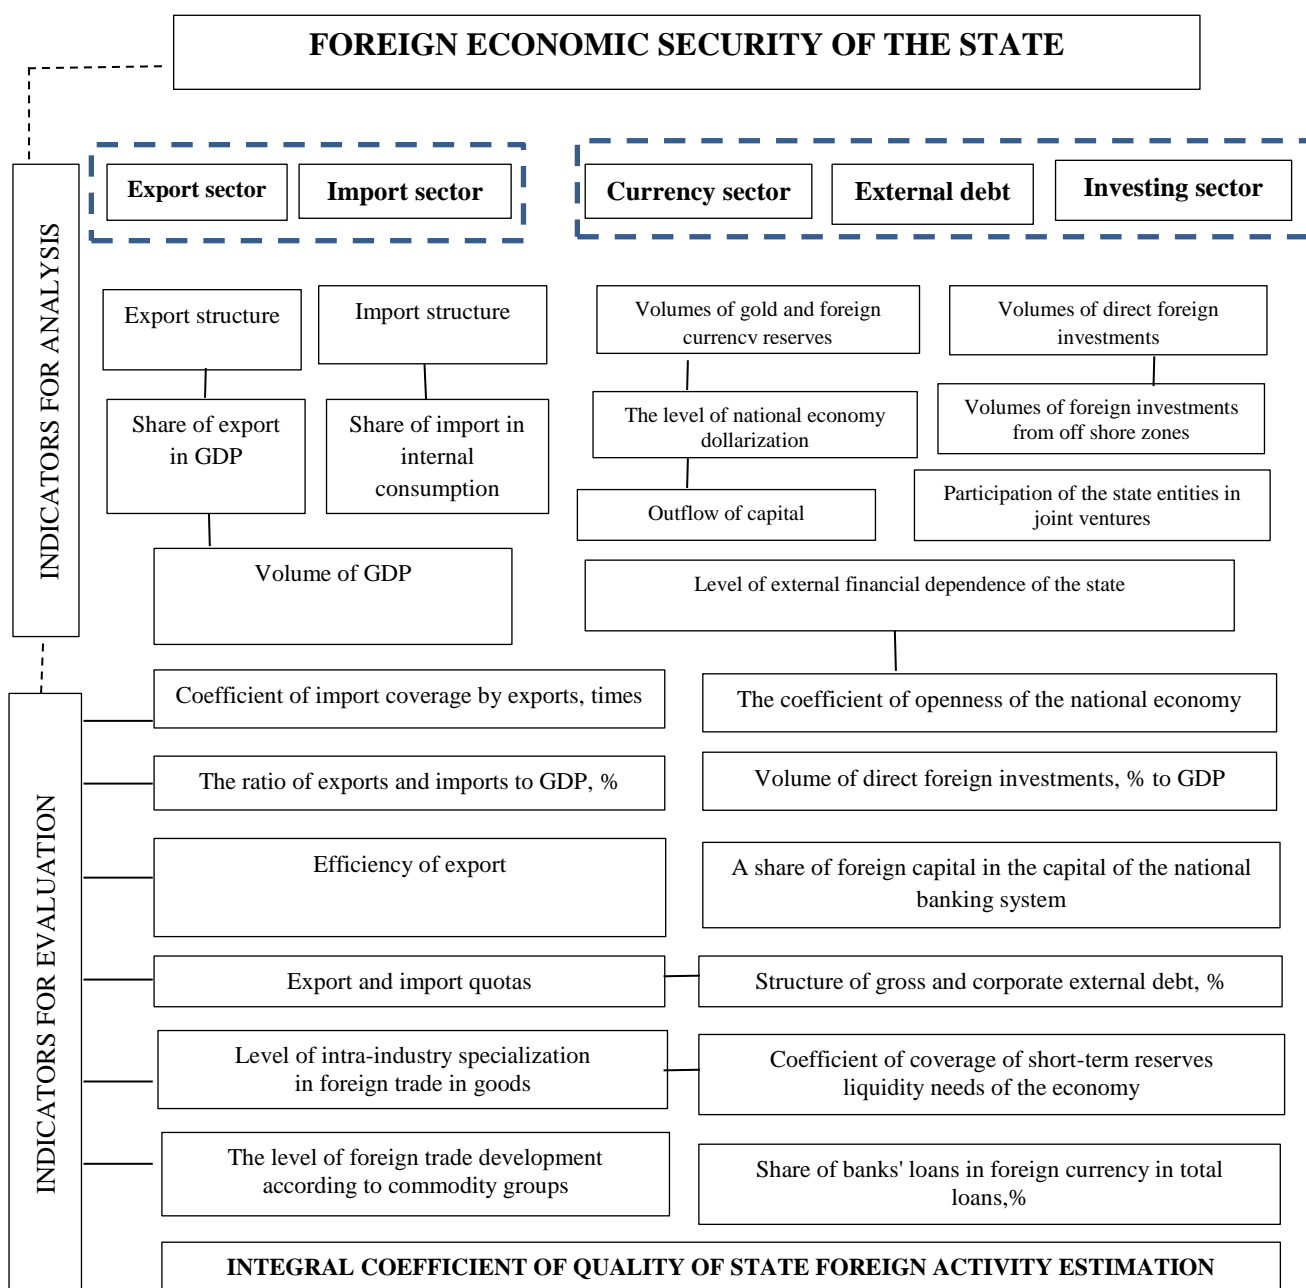 FOREIGN ECONOMIC SECURITY OF THE STATE
INDICATORS FOR ANALYSIS
Export sector
Import sector
Currency sector
External debt
Investing sector
Export structure
Import structure
Volumes of gold and foreign
currency reserves
Volumes of direct foreign
investments
Share of export
in GDP
Share of import in
internal
consumption
The level of national economy
dollarization
Volumes of foreign investments
from off shore zones
Outflow of capital
Participation of the state entities in
joint ventures
Volume of GDP
Level of external financial dependence of the state
INDICATORS FOR EVALUATION
Coefficient of import coverage by exports, times
The coefficient of openness of the national economy
The ratio of exports and imports to GDP, %
Volume of direct foreign investments, % to GDP
Efficiency of export
A share of foreign capital in the capital of the national
banking system
Export and import quotas
Structure of gross and corporate external debt, %
Level of intra-industry specialization
in foreign trade in goods
Coefficient of coverage of short-term reserves
liquidity needs of the economy
The level of foreign trade development
according to commodity groups
Share of banks' loans in foreign currency in total
loans,%
INTEGRAL COEFFICIENT OF QUALITY OF STATE FOREIGN ACTIVITY ESTIMATION